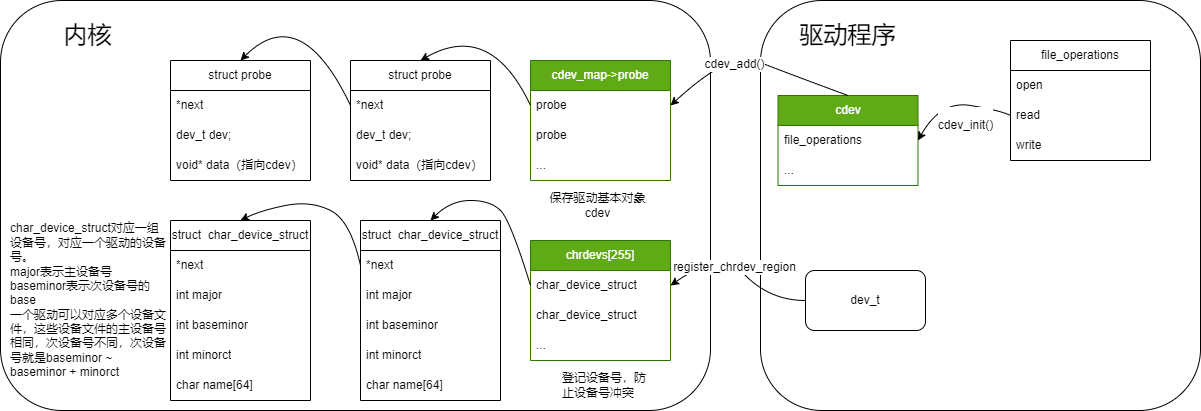 内核
struct probe
*next
dev_t dev;
void* data（指向cdev）
struct probe
*next
dev_t dev;
void* data（指向cdev）
cdev_map->probe
probe
probe
...
保存驱动基本对象
cdev
cdev_add()
驱动程序
cdev
file_operations
...
cdev_init()
file_operations
open
read
write
char_device_struct对应一组
设备号，对应一个驱动的设备
号。
major表示主设备号
baseminor表示次设备号的
base
一个驱动可以对应多个设备文
件，这些设备文件的主设备号
相同，次设备号不同，次设备
号就是baseminor ~
baseminor + minorct
struct char_device_struct
*next
int major
int baseminor
int minorct
char name[64]
struct char_device_struct
*next
int major
int baseminor
int minorct
char name[64]
chrdevs[255]
char_device_struct
char_device_struct
...
登记设备号，防
止设备号冲突
register_chrdev_region
dev_t